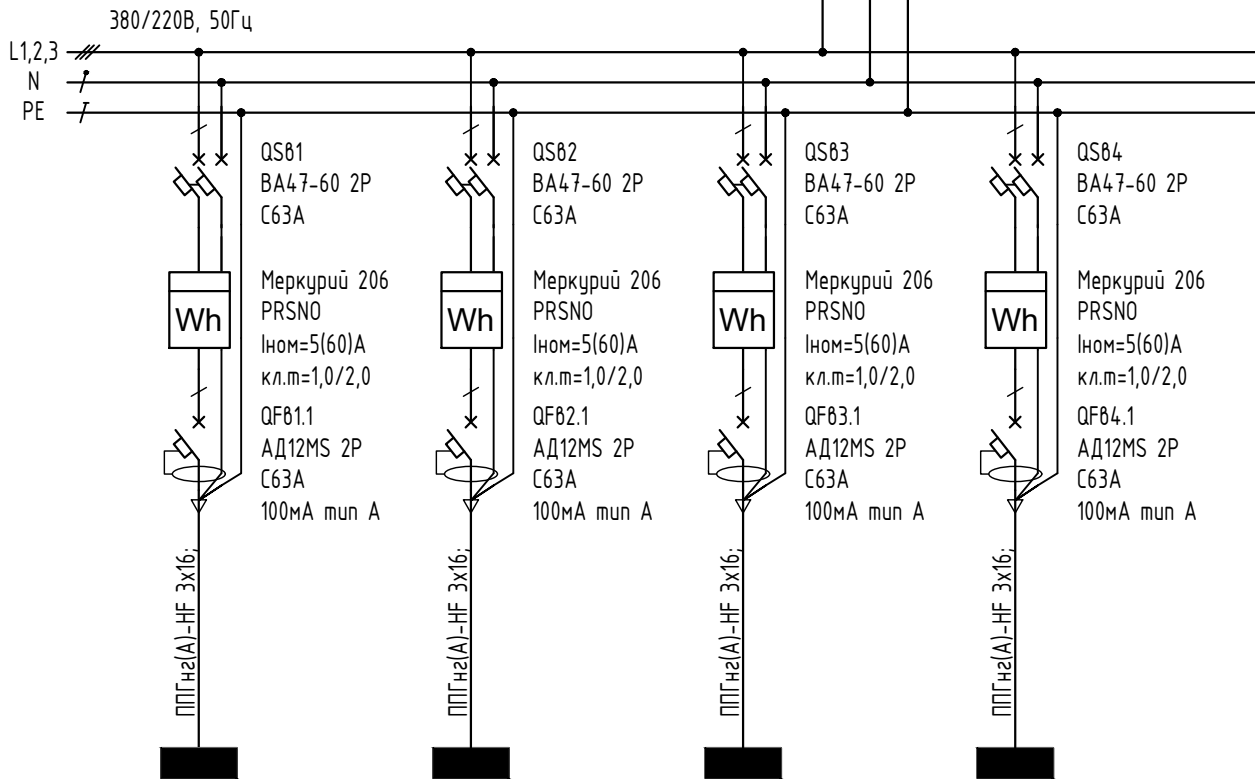 380/220В, 50Гц
L1,2,3
N
PE
QSв1
ВА47-60 2Р
С63А
Меркурий 206
PRSNO
Iном=5(60)А
кл.т=1,0/2,0
QFв1.1
АД12MS 2Р
С63А
100мА тип А
ППГнг(А)-HF 3х16;
QSв2
ВА47-60 2Р
С63А
Меркурий 206
PRSNO
Iном=5(60)А
кл.т=1,0/2,0
QFв2.1
АД12MS 2Р
С63А
100мА тип А
ППГнг(А)-HF 3х16;
QSв3
ВА47-60 2Р
С63А
Меркурий 206
PRSNO
Iном=5(60)А
кл.т=1,0/2,0
QFв3.1
АД12MS 2Р
С63А
100мА тип А
ППГнг(А)-HF 3х16;
QSв4
ВА47-60 2Р
С63А
Меркурий 206
PRSNO
Iном=5(60)А
кл.т=1,0/2,0
QFв4.1
АД12MS 2Р
С63А
100мА тип А
ППГнг(А)-HF 3х16;
Wh
Wh
Wh
Wh